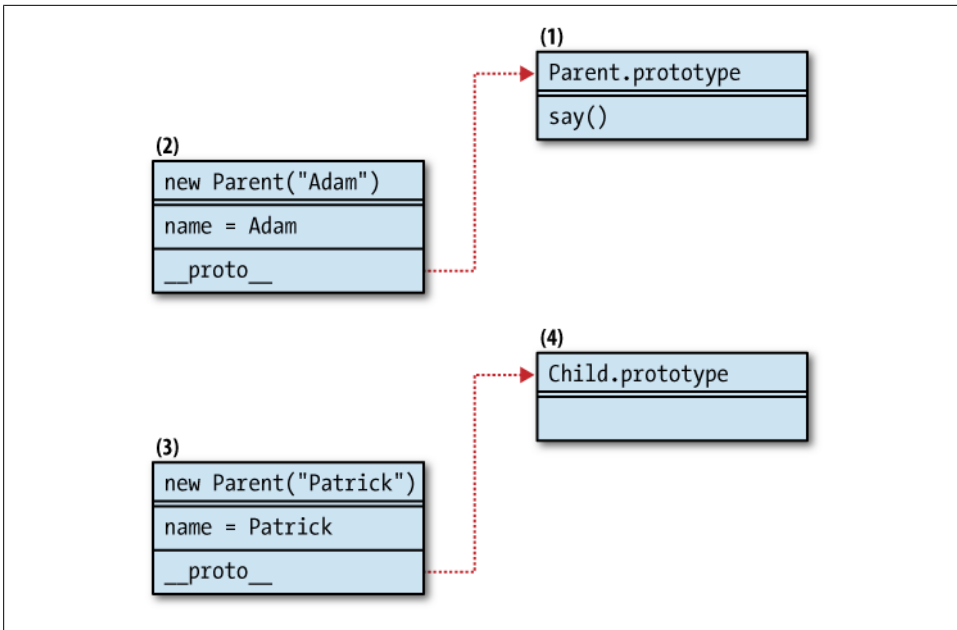 (1)
Parent.prototype
say()
(2)
new Parent("Adam")
name = Adam
__proto__
(4)
Child.prototype
(3)
new Parent("Patrick")
name = Patrick
__proto__